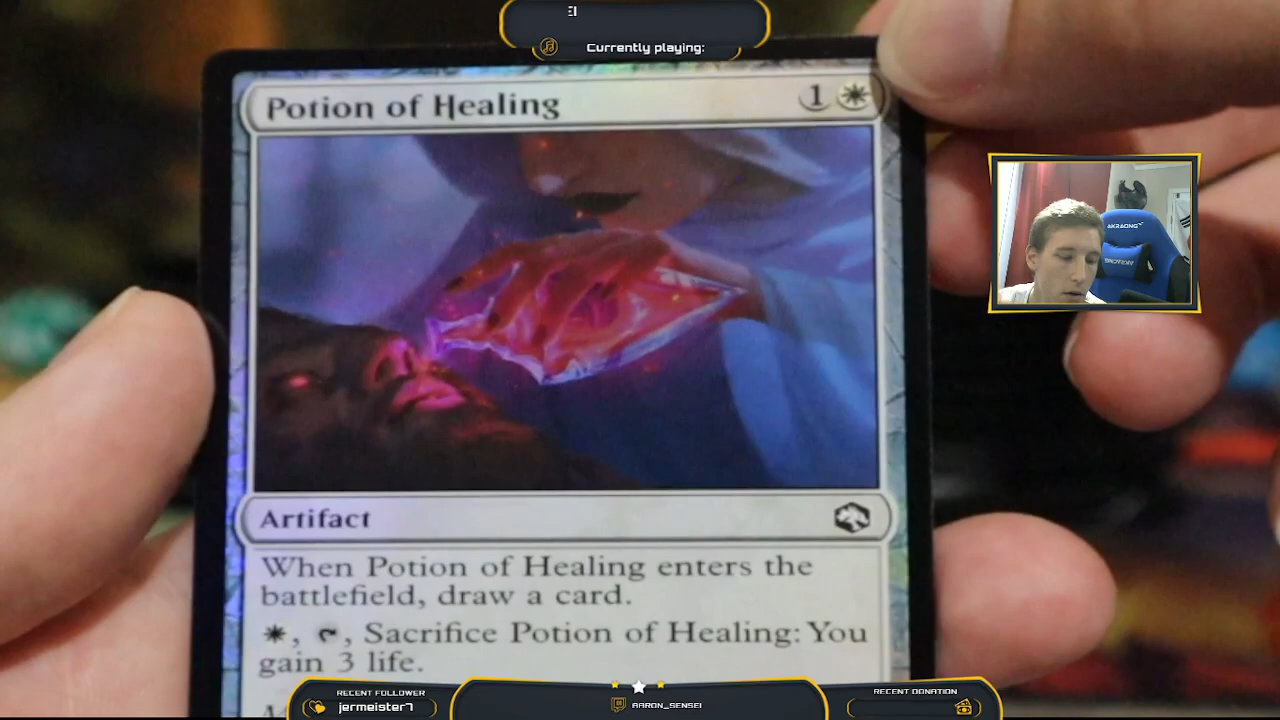 Currently playing:
Potion of Healing
1
AKRACING
Artifact
When Potion of Healing enters the
battlefield, draw a card.
, , Sacrifice Potion of Healing: You
gain 3 life.
RECENT FOLLOWER
jermeister7
AARON_SENSEI
RECENT DONATION